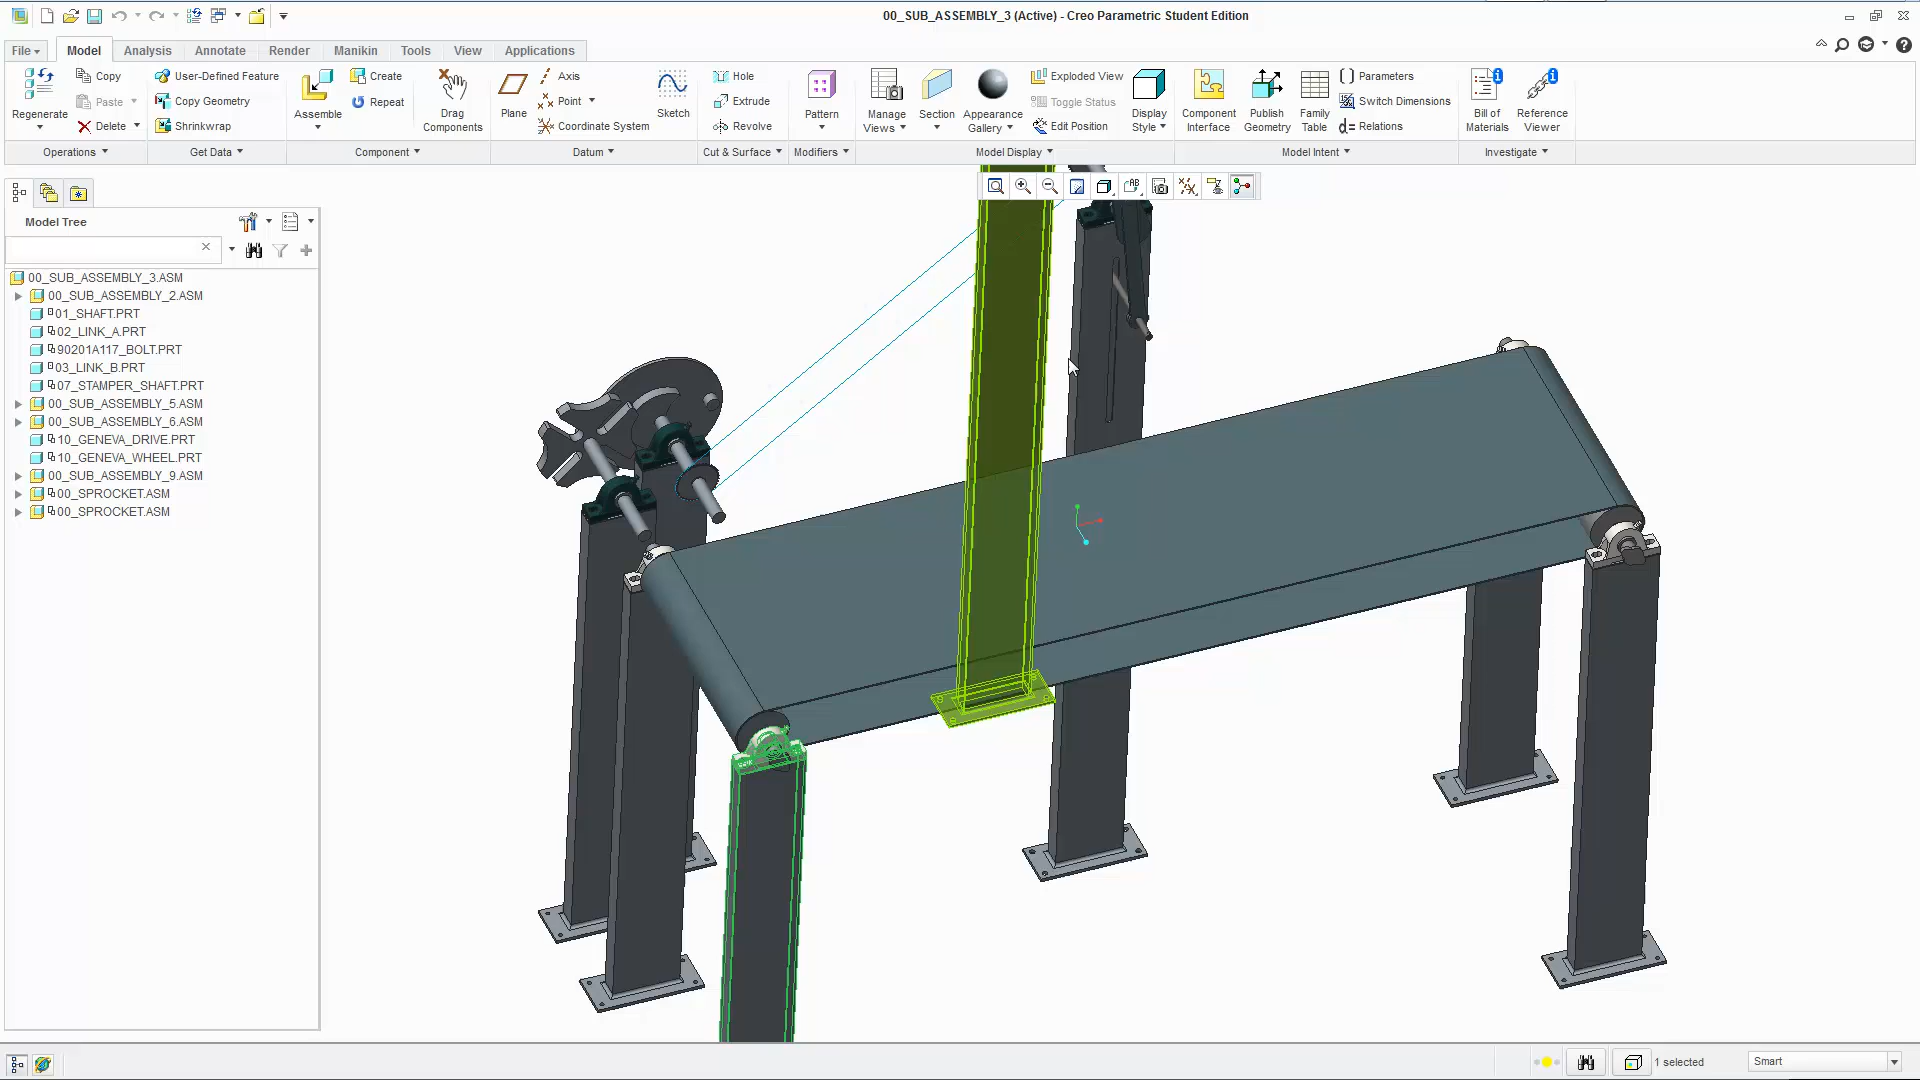 00_SUB_ASSEMBLY_3 (Active) - Creo Parametric Student Edition
File
Model
Analysis
Annotate
Render
Manikin
Tools
View
Applications
Regenerate
Copy
Paste
Delete
Operations
User-Defined Feature
Copy Geometry
Shrinkwrap
Get Data
Assemble
Create
Repeat
Drag Components
Component
Plane
Axis
Point
Coordinate System
Sketch
Datum
Hole
Extrude
Revolve
Cut & Surface
Pattern
Modifiers
Manage Views
Section
Appearance Gallery
Exploded View
Toggle Status
Edit Position
Display Style
Model Display
Component Interface
Publish Geometry
Family Table
Parameters
Switch Dimensions
Relations
Model Intent
Bill of Materials
Reference Viewer
Investigate
Model Tree
00_SUB_ASSEMBLY_3.ASM
00_SUB_ASSEMBLY_2.ASM
01_SHAFT.PRT
02_LINK_A.PRT
90201A117_BOLT.PRT
03_LINK_B.PRT
07_STAMPER_SHAFT.PRT
00_SUB_ASSEMBLY_5.ASM
00_SUB_ASSEMBLY_6.ASM
10_GENEVA_DRIVE.PRT
10_GENEVA_WHEEL.PRT
00_SUB_ASSEMBLY_9.ASM
00_SPROCKET.ASM
00_SPROCKET.ASM
1 selected
Smart